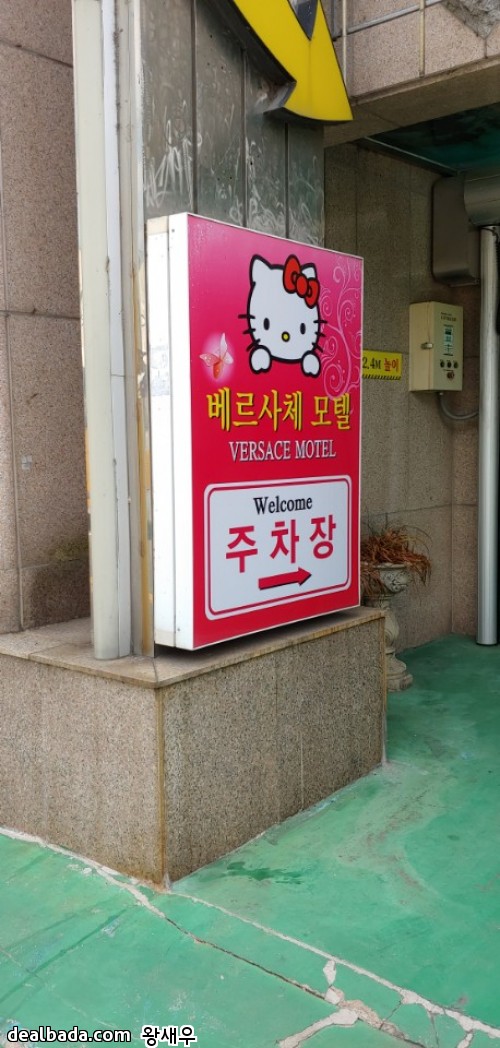 베르사체 모텔
VERSACE MOTEL
2.4M 높이
Welcome
주차장
dealbada.com 왕새우